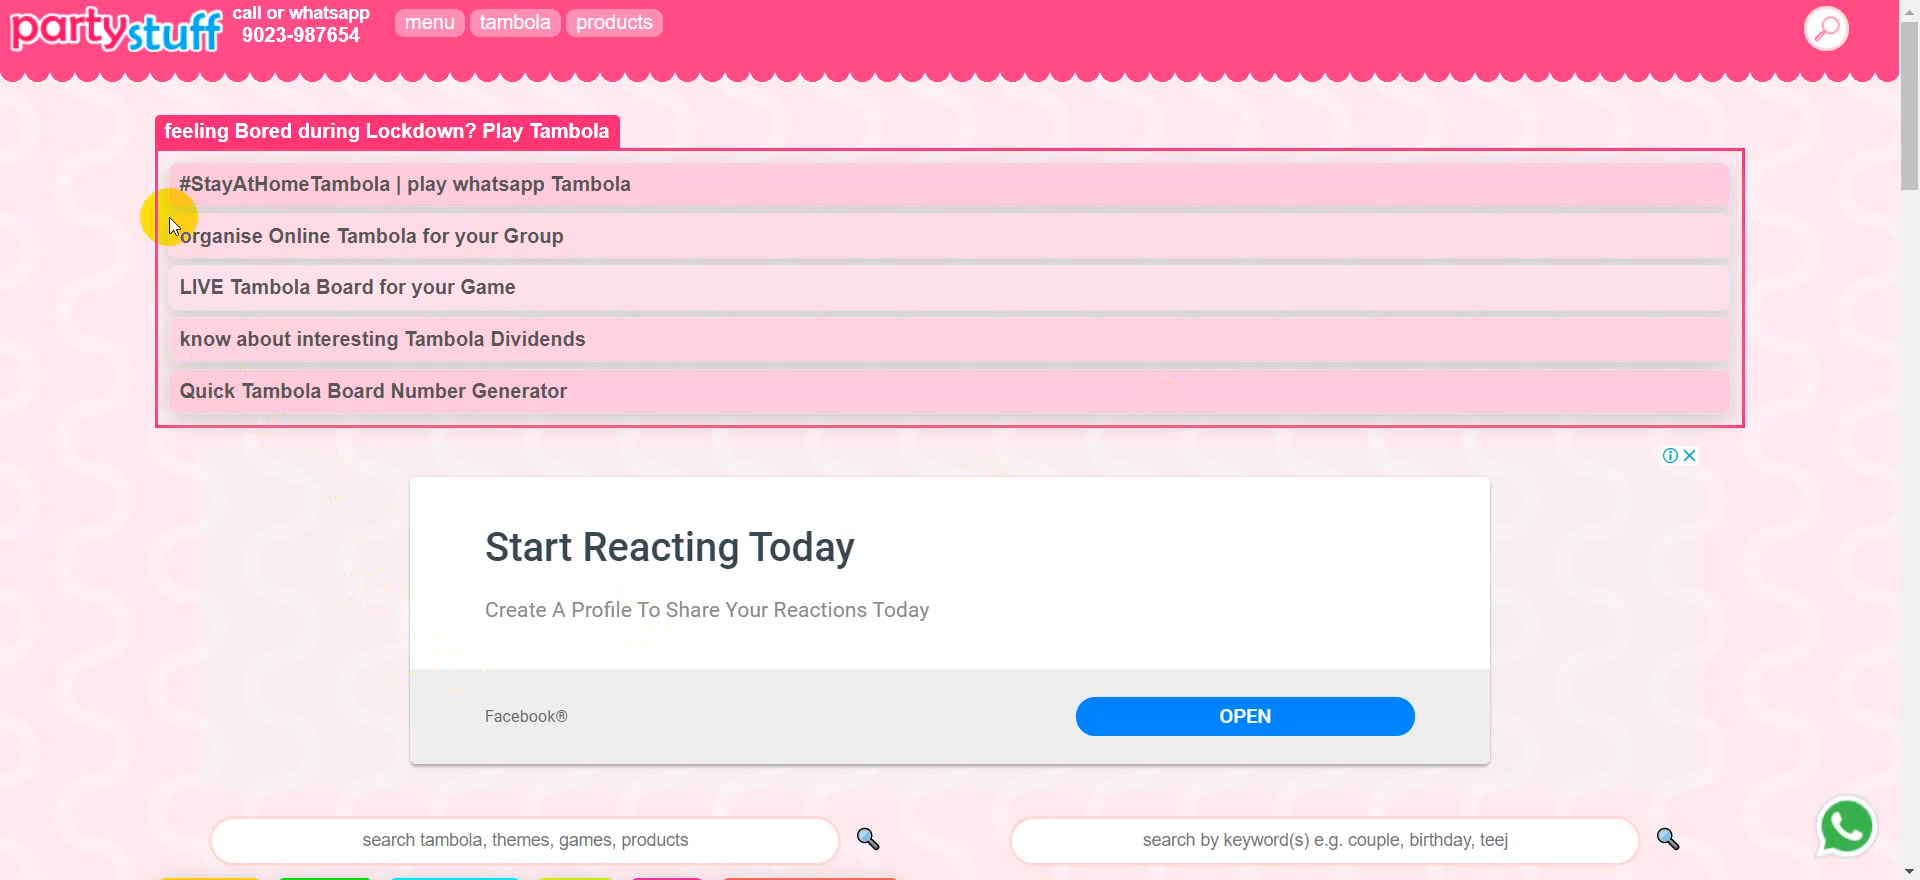 partystuff
call or whatsapp
9023-987654
menu tambola products
feeling Bored during Lockdown? Play Tambola
#StayAtHomeTambola | play whatsapp Tambola
organise Online Tambola for your Group
LIVE Tambola Board for your Game
know about interesting Tambola Dividends
Quick Tambola Board Number Generator
Start Reacting Today
Create A Profile To Share Your Reactions Today
Facebook®
OPEN
search tambola, themes, games, products
search by keyword(s) e.g. couple, birthday, teej